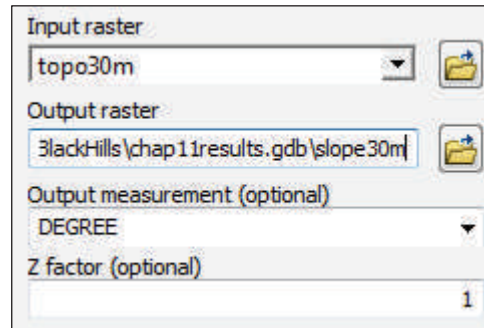 Input raster
topo30m
Output raster
3lackHills\chap11results.gdb\slope30m
Output measurement (optional)
DEGREE
Z factor (optional)
1